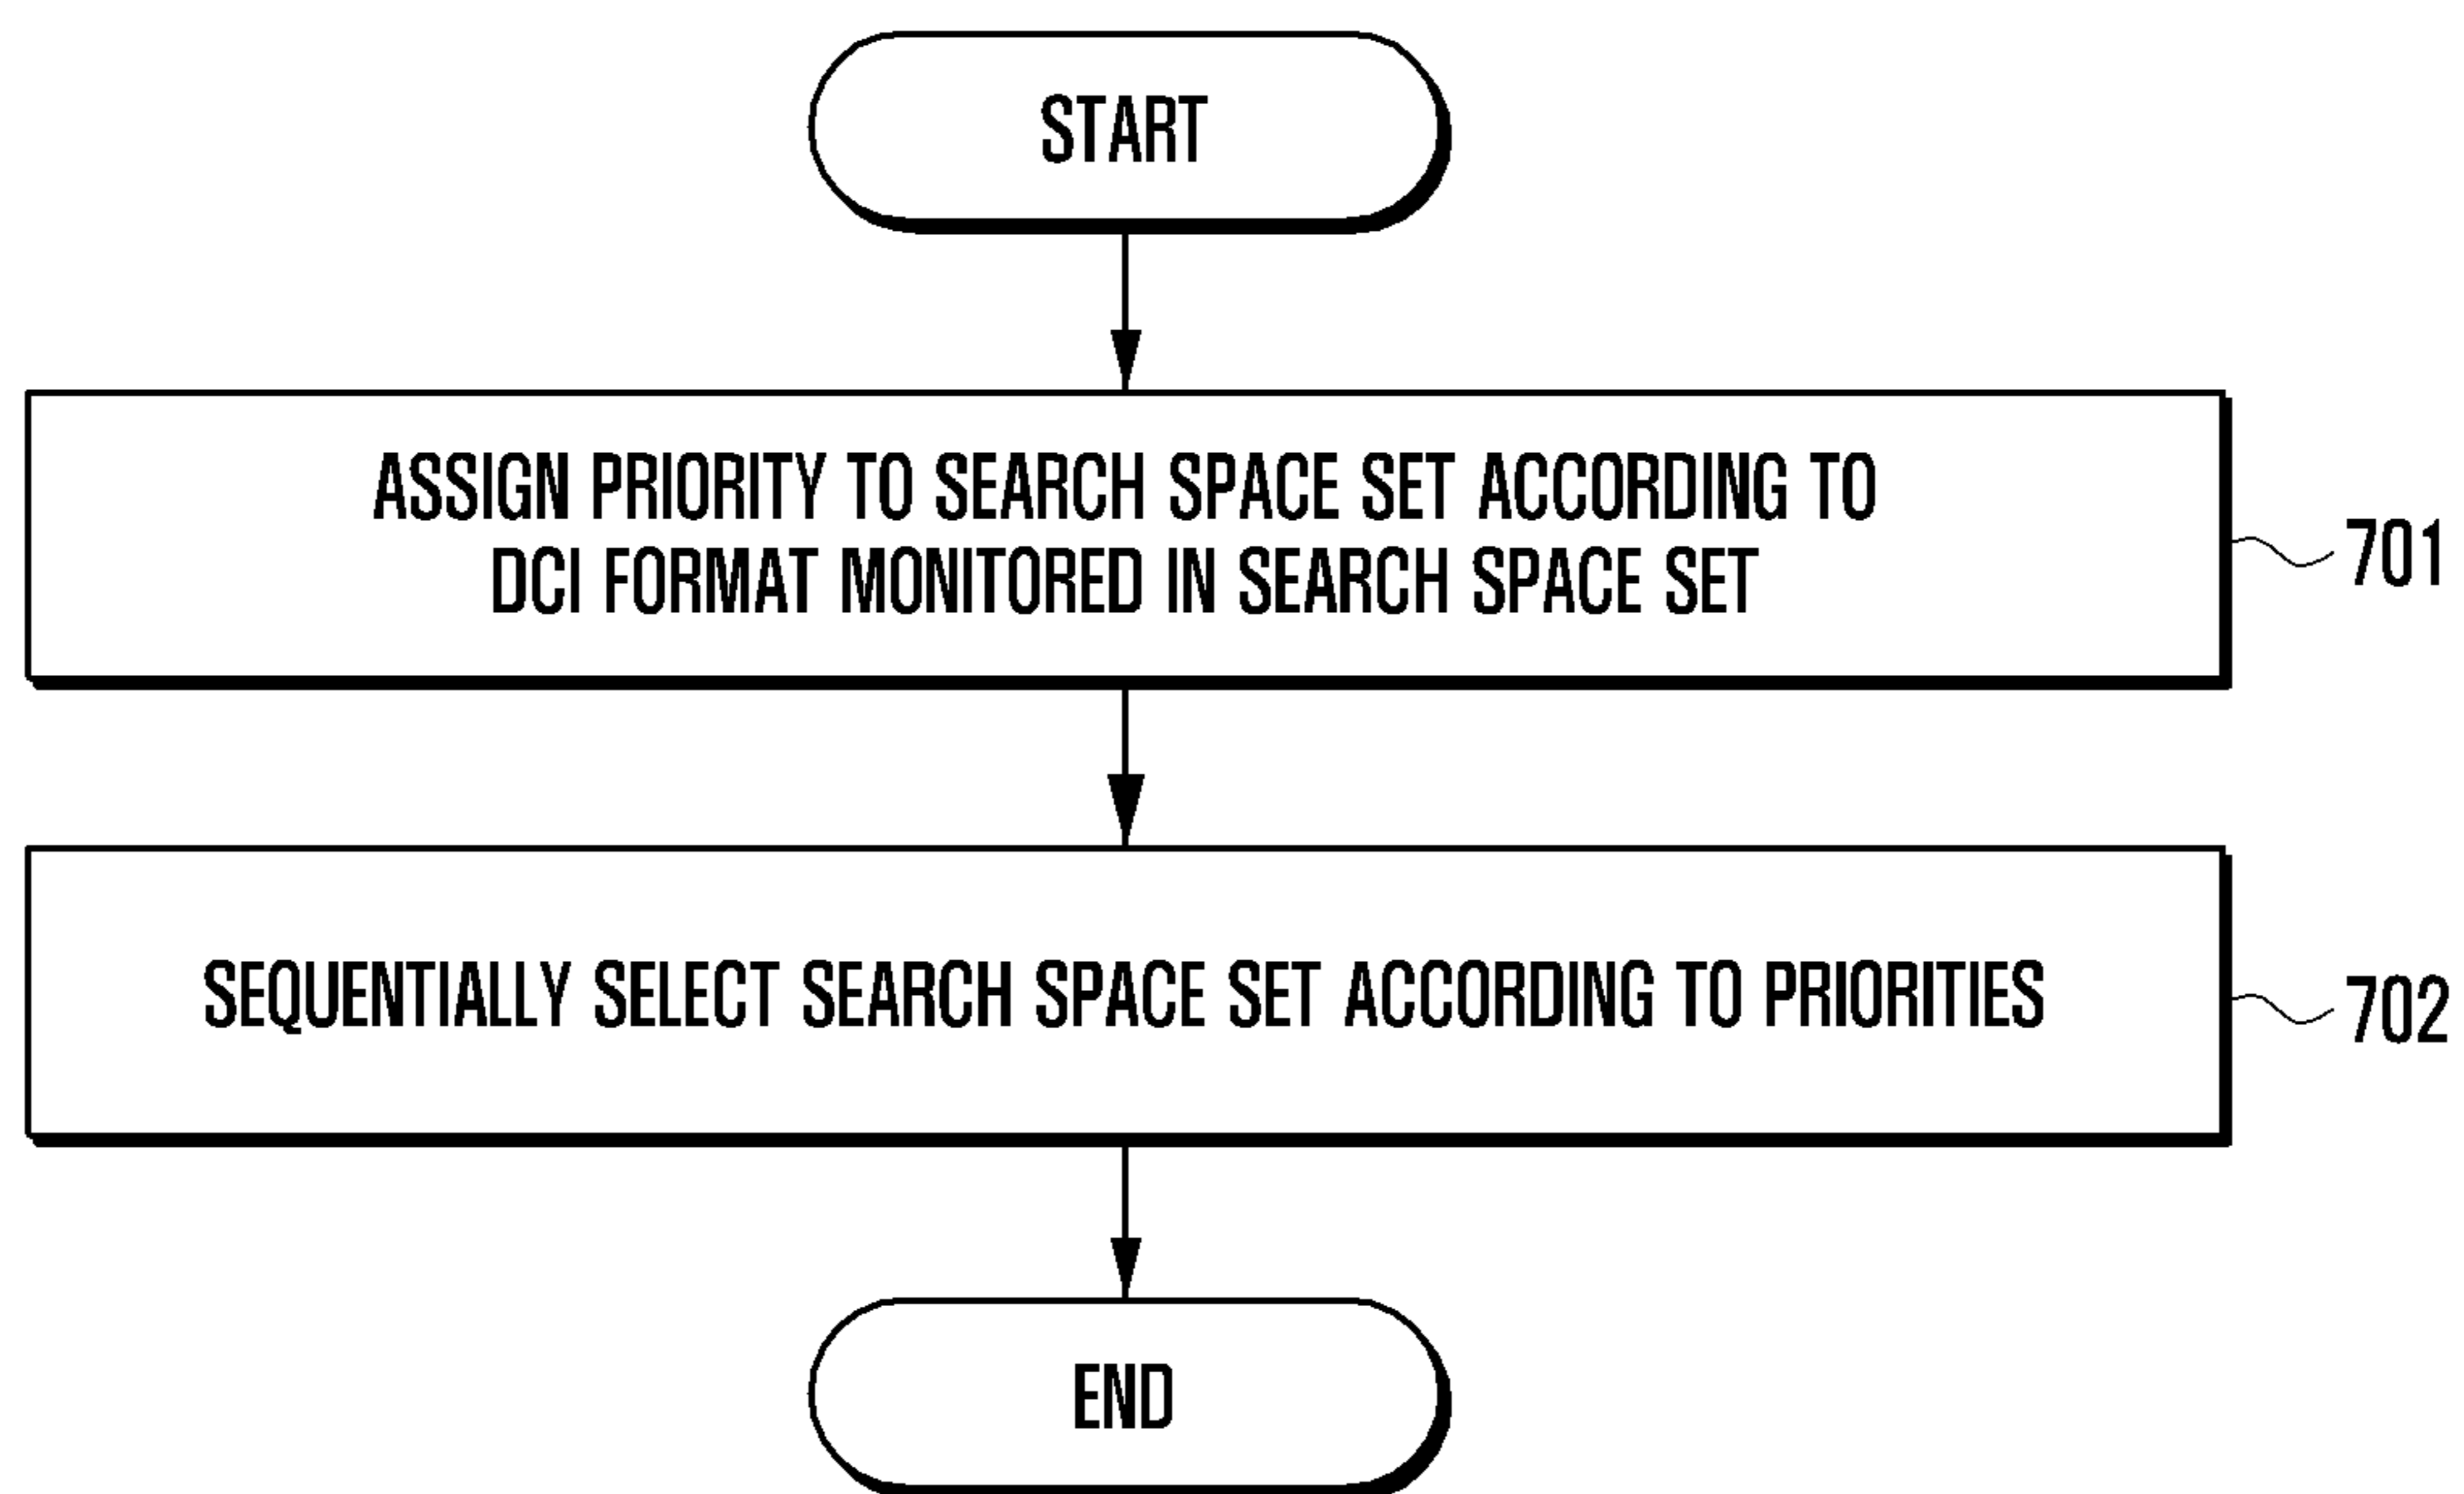 START
ASSIGN PRIORITY TO SEARCH SPACE SET ACCORDING TO
DCI FORMAT MONITORED IN SEARCH SPACE SET
701
SEQUENTIALLY SELECT SEARCH SPACE SET ACCORDING TO PRIORITIES
702
END